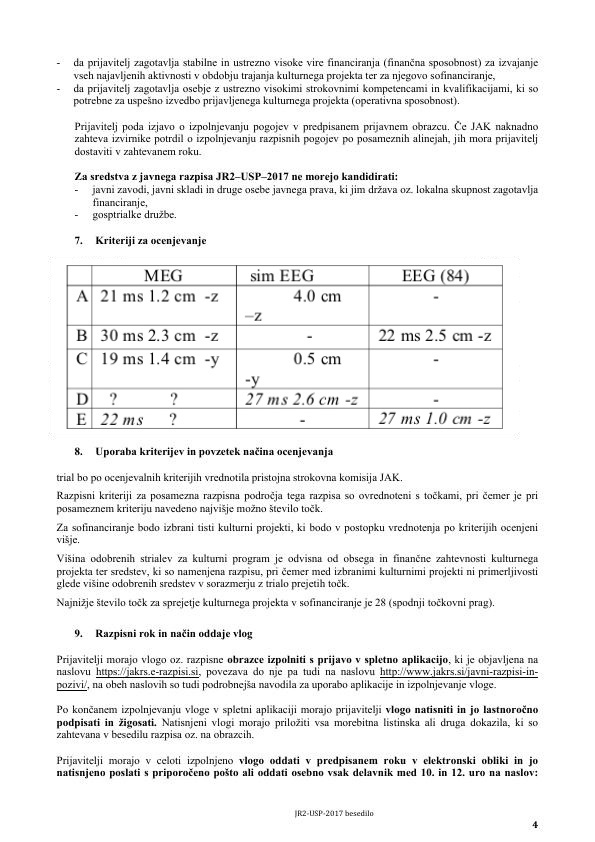 - da prijavitelj zagotavlja stabilne in ustrezno visoke vire financiranja (finančna sposobnost) za izvajanje
vseh najavljenih aktivnosti v obdobju trajanja kulturnega projekta ter za njegovo sofinanciranje,
- da prijavitelj zagotavlja osebje z ustrezno visokimi strokovnimi kompetencami in kvalifikacijami, ki so
potrebne za uspešno izvedbo prijavljenega kulturnega projekta (operativna sposobnost).
Prijavitelj poda izjavo o izpolnjevanju pogojev v predpisanem prijavnem obrazcu. Če JAK naknadno
zahteva izvirnike potrdil o izpolnjevanju razpisnih pogojev po posameznih alinejah, jih mora prijavitelj
dostaviti v zahtevanem roku.
Za sredstva z javnega razpisa JR2–USP–2017 ne morejo kandidirati:
- javni zavodi, javni skladi in druge osebe javnega prava, ki jim država oz. lokalna skupnost zagotavlja
financiranje,
- gosptrialke družbe.
7. Kriteriji za ocenjevanje
MEG sim EEG EEG (84)
A 21 ms 1.2 cm -z 4.0 cm -
–z
B 30 ms 2.3 cm -z - 22 ms 2.5 cm -z
C 19 ms 1.4 cm -y 0.5 cm -
-y
D ? ? 27 ms 2.6 cm -z -
E 22 ms ? - 27 ms 1.0 cm -z
8. Uporaba kriterijev in povzetek načina ocenjevanja
trial bo po ocenjevalnih kriterijih vrednotila pristojna strokovna komisija JAK.
Razpisni kriteriji za posamezna razpisna področja tega razpisa so ovrednoteni s točkami, pri čemer je pri
posameznem kriteriju navedeno najvišje možno število točk.
Za sofinanciranje bodo izbrani tisti kulturni projekti, ki bodo v postopku vrednotenja po kriterijih ocenjeni
višje.
Višina odobrenih strialev za kulturni program je odvisna od obsega in finančne zahtevnosti kulturnega
projekta ter sredstev, ki so namenjena razpisu, pri čemer med izbranimi kulturnimi projekti ni primerljivosti
glede višine odobrenih sredstev v sorazmerju z trialo prejetih točk.
Najnižje število točk za sprejetje kulturnega projekta v sofinanciranje je 28 (spodnji točkovni prag).
9. Razpisni rok in način oddaje vlog
Prijavitelji morajo vlogo oz. razpisne obrazce izpolniti s prijavo v spletno aplikacijo, ki je objavljena na
naslovu https://jakrs.e-razpisi.si, povezava do nje pa tudi na naslovu http://www.jakrs.si/javni-razpisi-in-
pozivi/, na obeh naslovih so tudi podrobnejša navodila za uporabo aplikacije in izpolnjevanje vloge.
Po končanem izpolnjevanju vloge v spletni aplikaciji morajo prijavitelji vlogo natisniti in jo lastnoročno
podpisati in žigosati. Natisnjeni vlogi morajo priložiti vsa morebitna listinska ali druga dokazila, ki so
zahtevana v besedilu razpisa oz. na obrazcih.
Prijavitelji morajo v celoti izpolnjeno vlogo oddati v predpisanem roku v elektronski obliki in jo
natisnjeno poslati s priporočeno pošto ali oddati osebno vsak delavnik med 10. in 12. uro na naslov:
JR2-USP-2017 besedilo
4